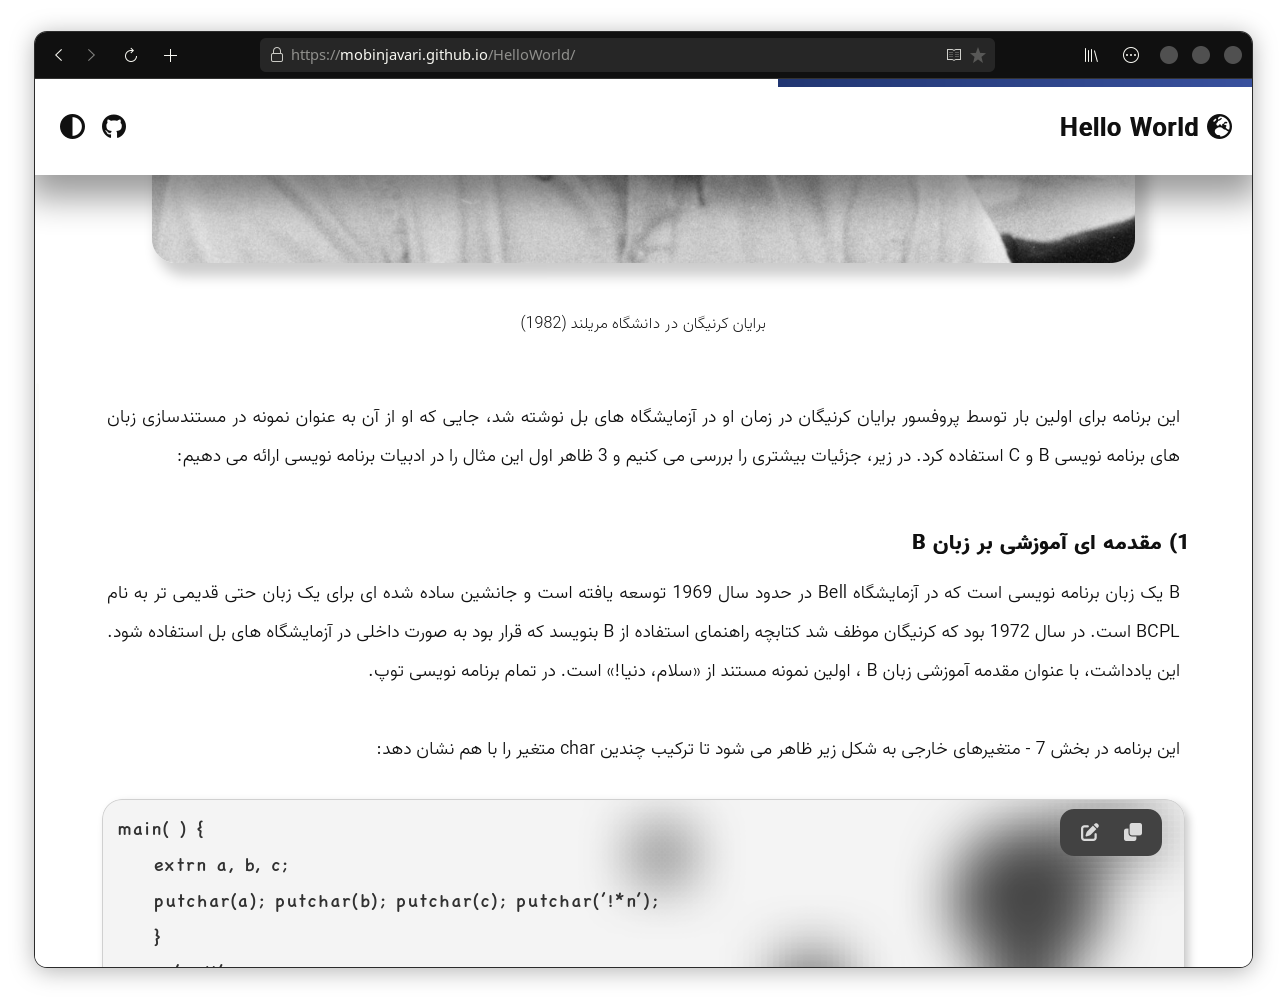 https://mobinjavari.github.io/HelloWorld/
Hello World
برایان کرنیگان در دانشگاه مریلند (1982)
این برنامه برای اولین بار توسط پروفسور برایان کرنیگان در زمان او در آزمایشگاه های بل نوشته شد، جایی که او از آن به عنوان نمونه در مستندسازی زبان
های برنامه نویسی B و C استفاده کرد. در زیر، جزئیات بیشتری را بررسی می کنیم و 3 ظاهر اول این مثال را در ادبیات برنامه نویسی ارائه می دهیم:
1) مقدمه ای آموزشی بر زبان B
B یک زبان برنامه نویسی است که در آزمایشگاه Bell در حدود سال 1969 توسعه یافته است و جانشین ساده شده ای برای یک زبان حتی قدیمی تر به نام
BCPL است. در سال 1972 بود که کرنیگان موظف شد کتابچه راهنمای استفاده از B بنویسد که قرار بود به صورت داخلی در آزمایشگاه های بل استفاده شود.
این یادداشت، با عنوان مقدمه آموزشی زبان B ، اولین نمونه مستند از «سلام، دنیا!» است. در تمام برنامه نویسی توپ.
این برنامه در بخش 7 - متغیرهای خارجی به شکل زیر ظاهر می شود تا ترکیب چندین char متغیر را با هم نشان دهد:
main( ) {
extrn a, b, c;
putchar(a); putchar(b); putchar(c); putchar('!*n');
}